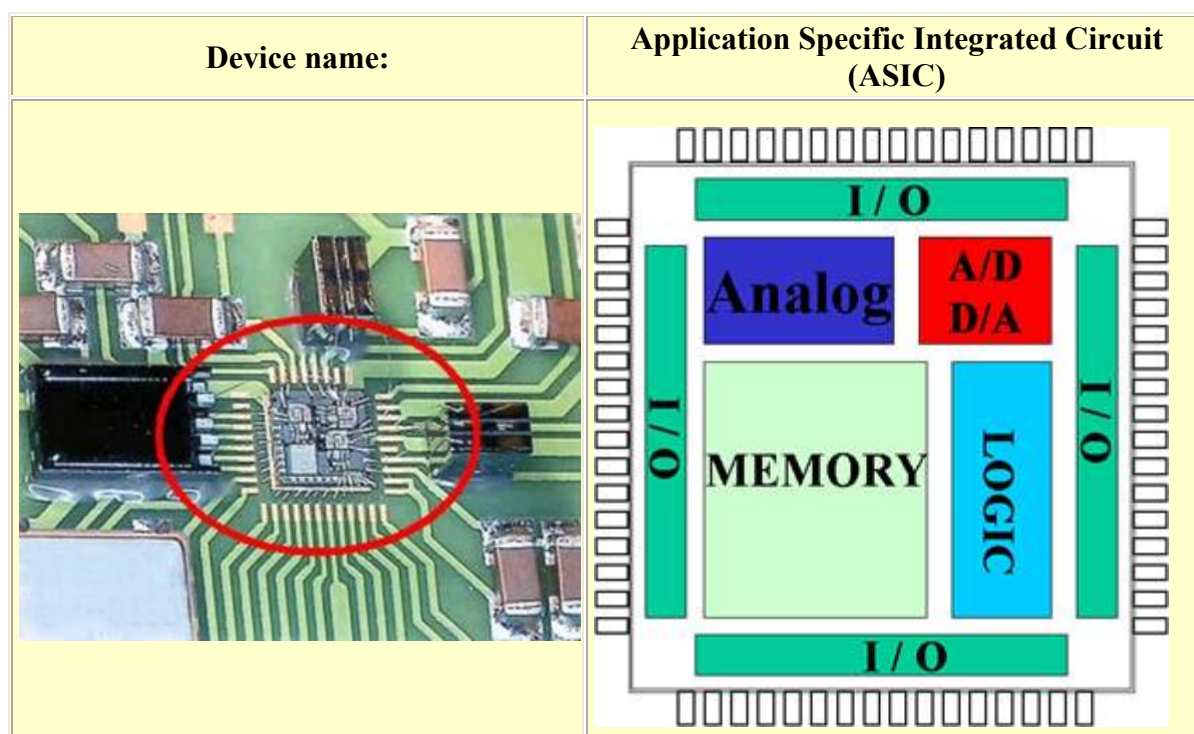 Device name:
Application Specific Integrated Circuit
(ASIC)
I / O
Analog
A/D
D/A
I / O
I / O
MEMORY
LOGIC
I / O